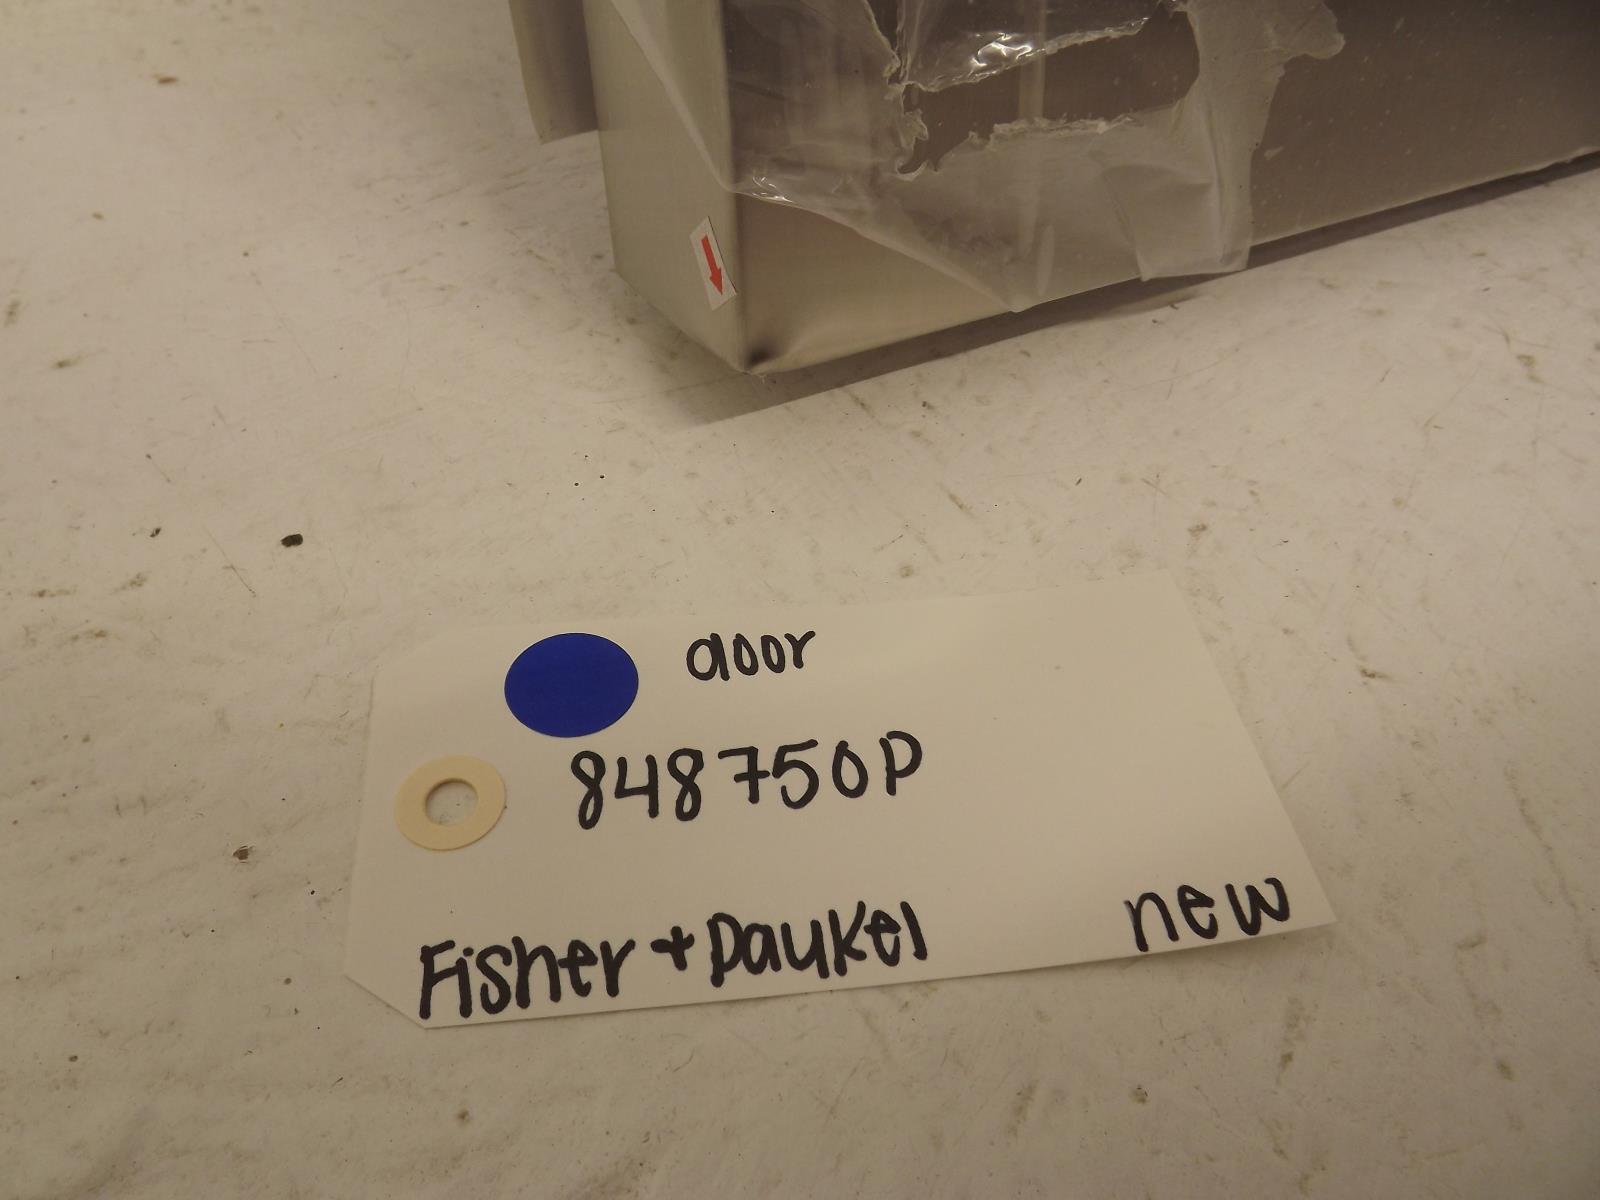 door
848750P
Fisher + Paukel new